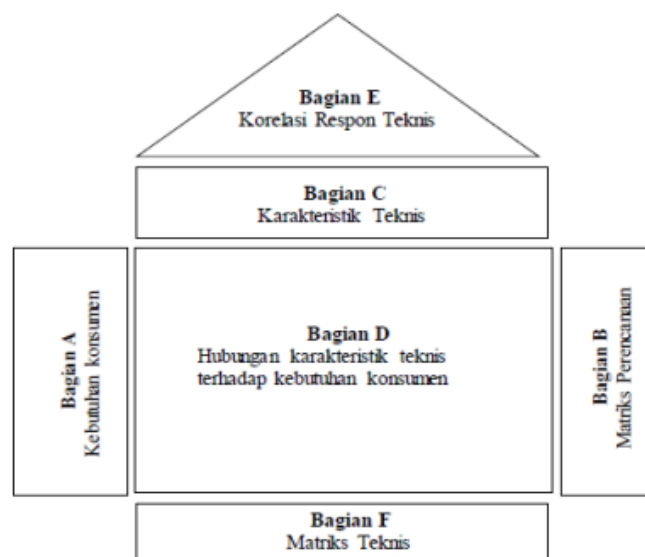 Bagian E
Korelasi Respon Teknis
Bagian C
Karakteristik Teknis
Bagian A
Kebutuhan konsumen
Bagian D
Hubungan karakteristik teknis
terhadap kebutuhan konsumen
Bagian B
Matriks Perencanaan
Bagian F
Matriks Teknis